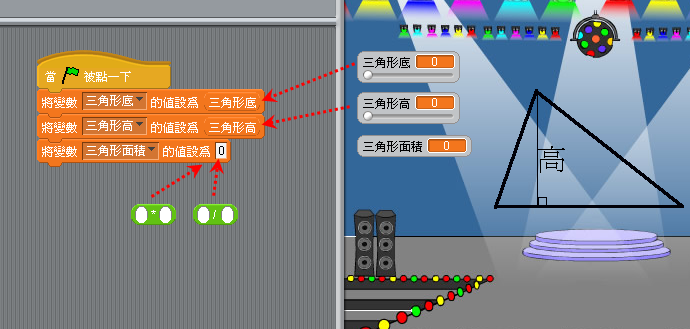 當 被點一下
將變數 三角形底 的值設為 三角形底
將變數 三角形高 的值設為 三角形高
將變數 三角形面積 的值設為 0
*
/
三角形底 0
三角形高 0
三角形面積 0
高